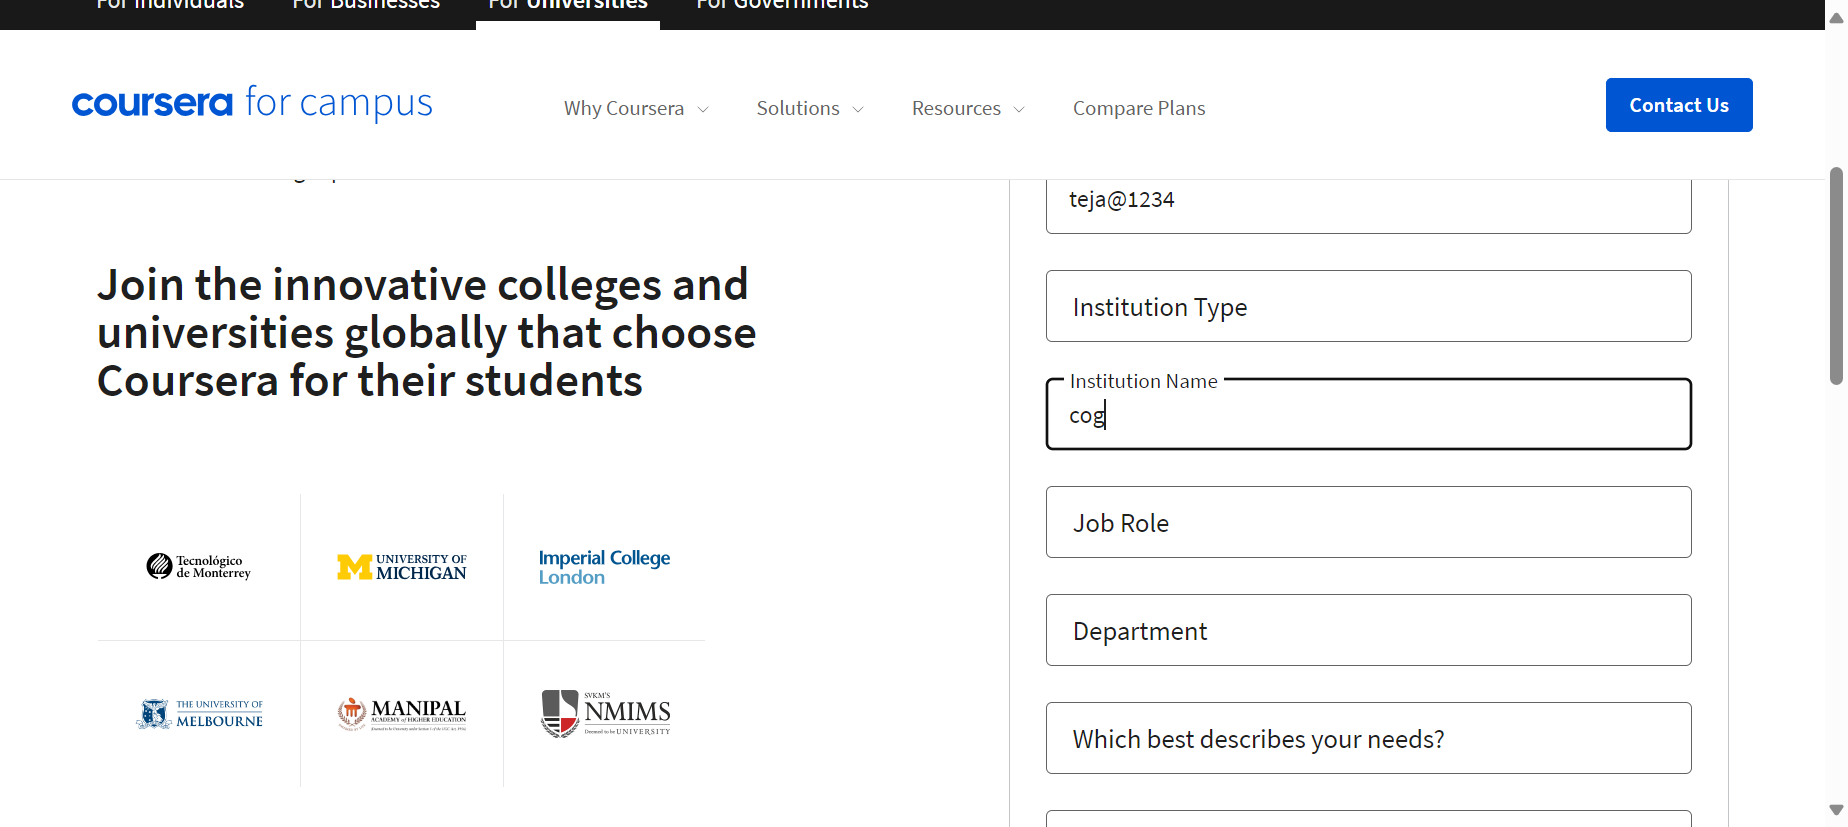 For Individuals For Businesses For Universities For Governments
coursera for campus
Why Coursera Solutions Resources Compare Plans
Contact Us
teja@1234
Join the innovative colleges and
universities globally that choose
Coursera for their students
Institution Type
Institution Name
cog
Job Role
Department
Which best describes your needs?
Tecnológico
de Monterrey
UNIVERSITY OF
MICHIGAN
Imperial College
London
THE UNIVERSITY OF
MELBOURNE
MANIPAL
ACADEMY of HIGHER EDUCATION
SVKM'S
NMIMS
Deemed to be UNIVERSITY